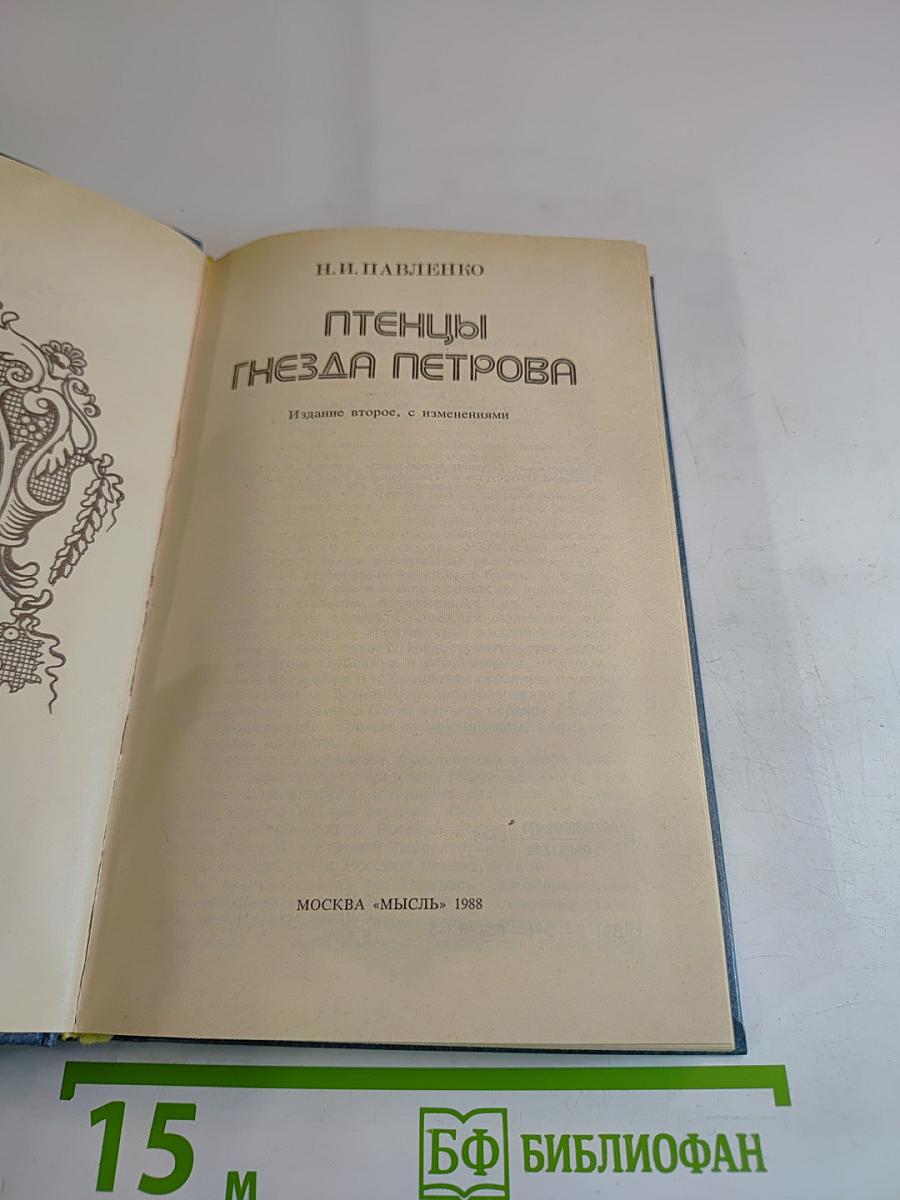 Н. И. ПАВЛЕНКО
ПТЕНЦЫ
ГНЕЗДА ПЕТРОВА
Издание второе, с изменениями
МОСКВА «МЫСЛЬ» 1988
15 м
БФ БИБЛИОФАН